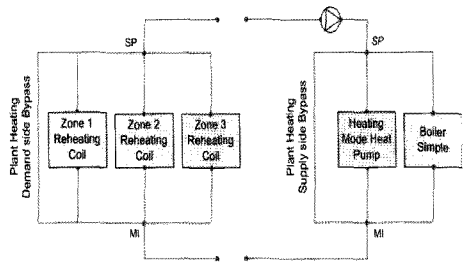 SP
SP
Plant Heating
Demand side Bypass
Zone 1
Reheating
Coil
Zone 2
Reheating
Coil
Zone 3
Reheating
Coil
Plant Heating
Supply side Bypass
Heating
Mode Heat
Pump
Boiler
Simple
MI
MI